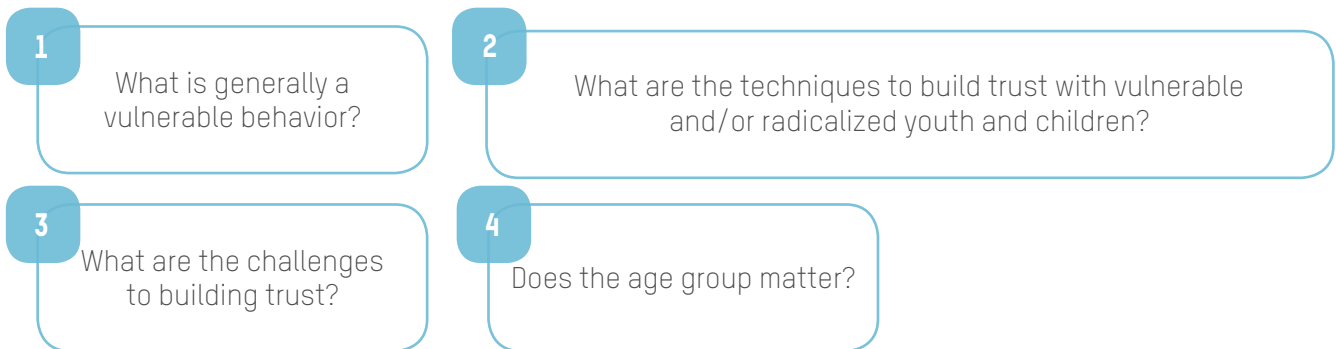 1
What is generally a
vulnerable behavior?
2
What are the techniques to build trust with vulnerable
and/or radicalized youth and children?
3
What are the challenges
to building trust?
4
Does the age group matter?